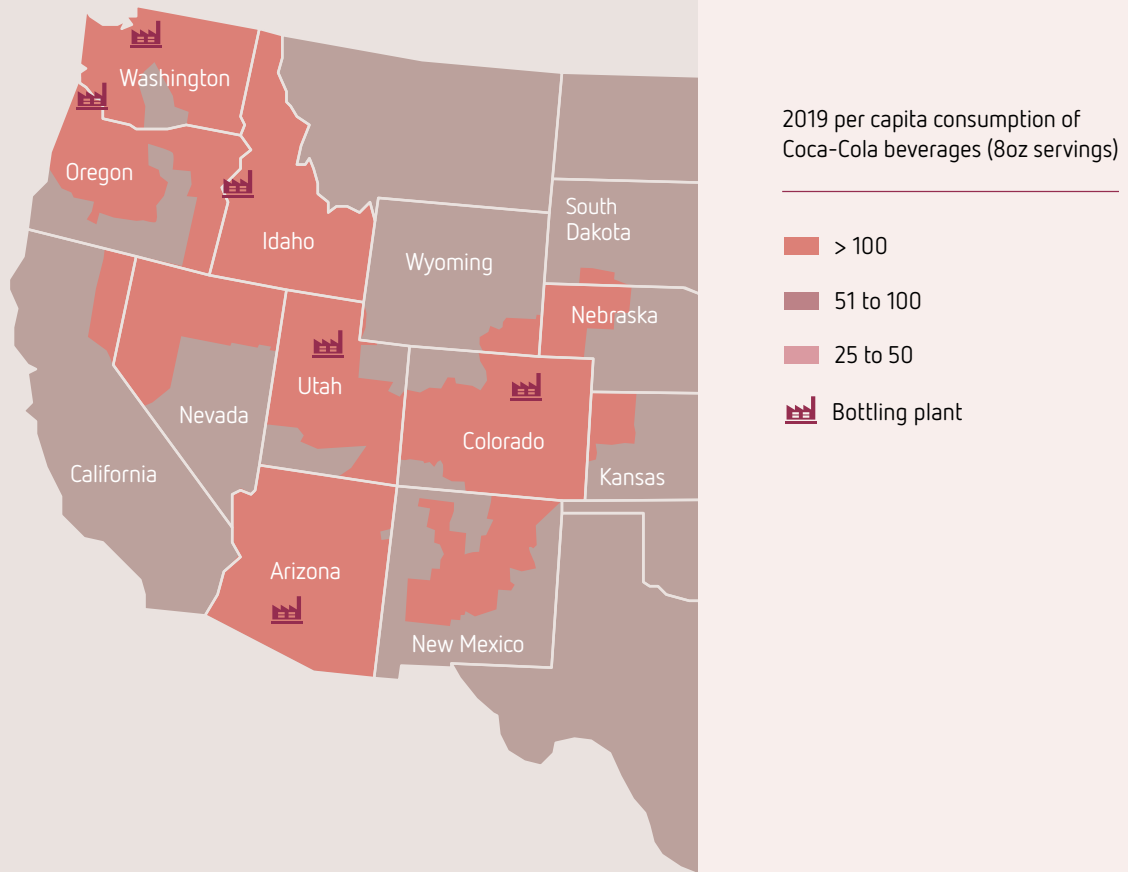 Washington
Oregon
Idaho
South
Dakota
Wyoming
Nebraska
Utah
Nevada
Colorado
California
Kansas
Arizona
New Mexico
2019 per capita consumption of
Coca-Cola beverages (8oz servings)
> 100
51 to 100
25 to 50
Bottling plant